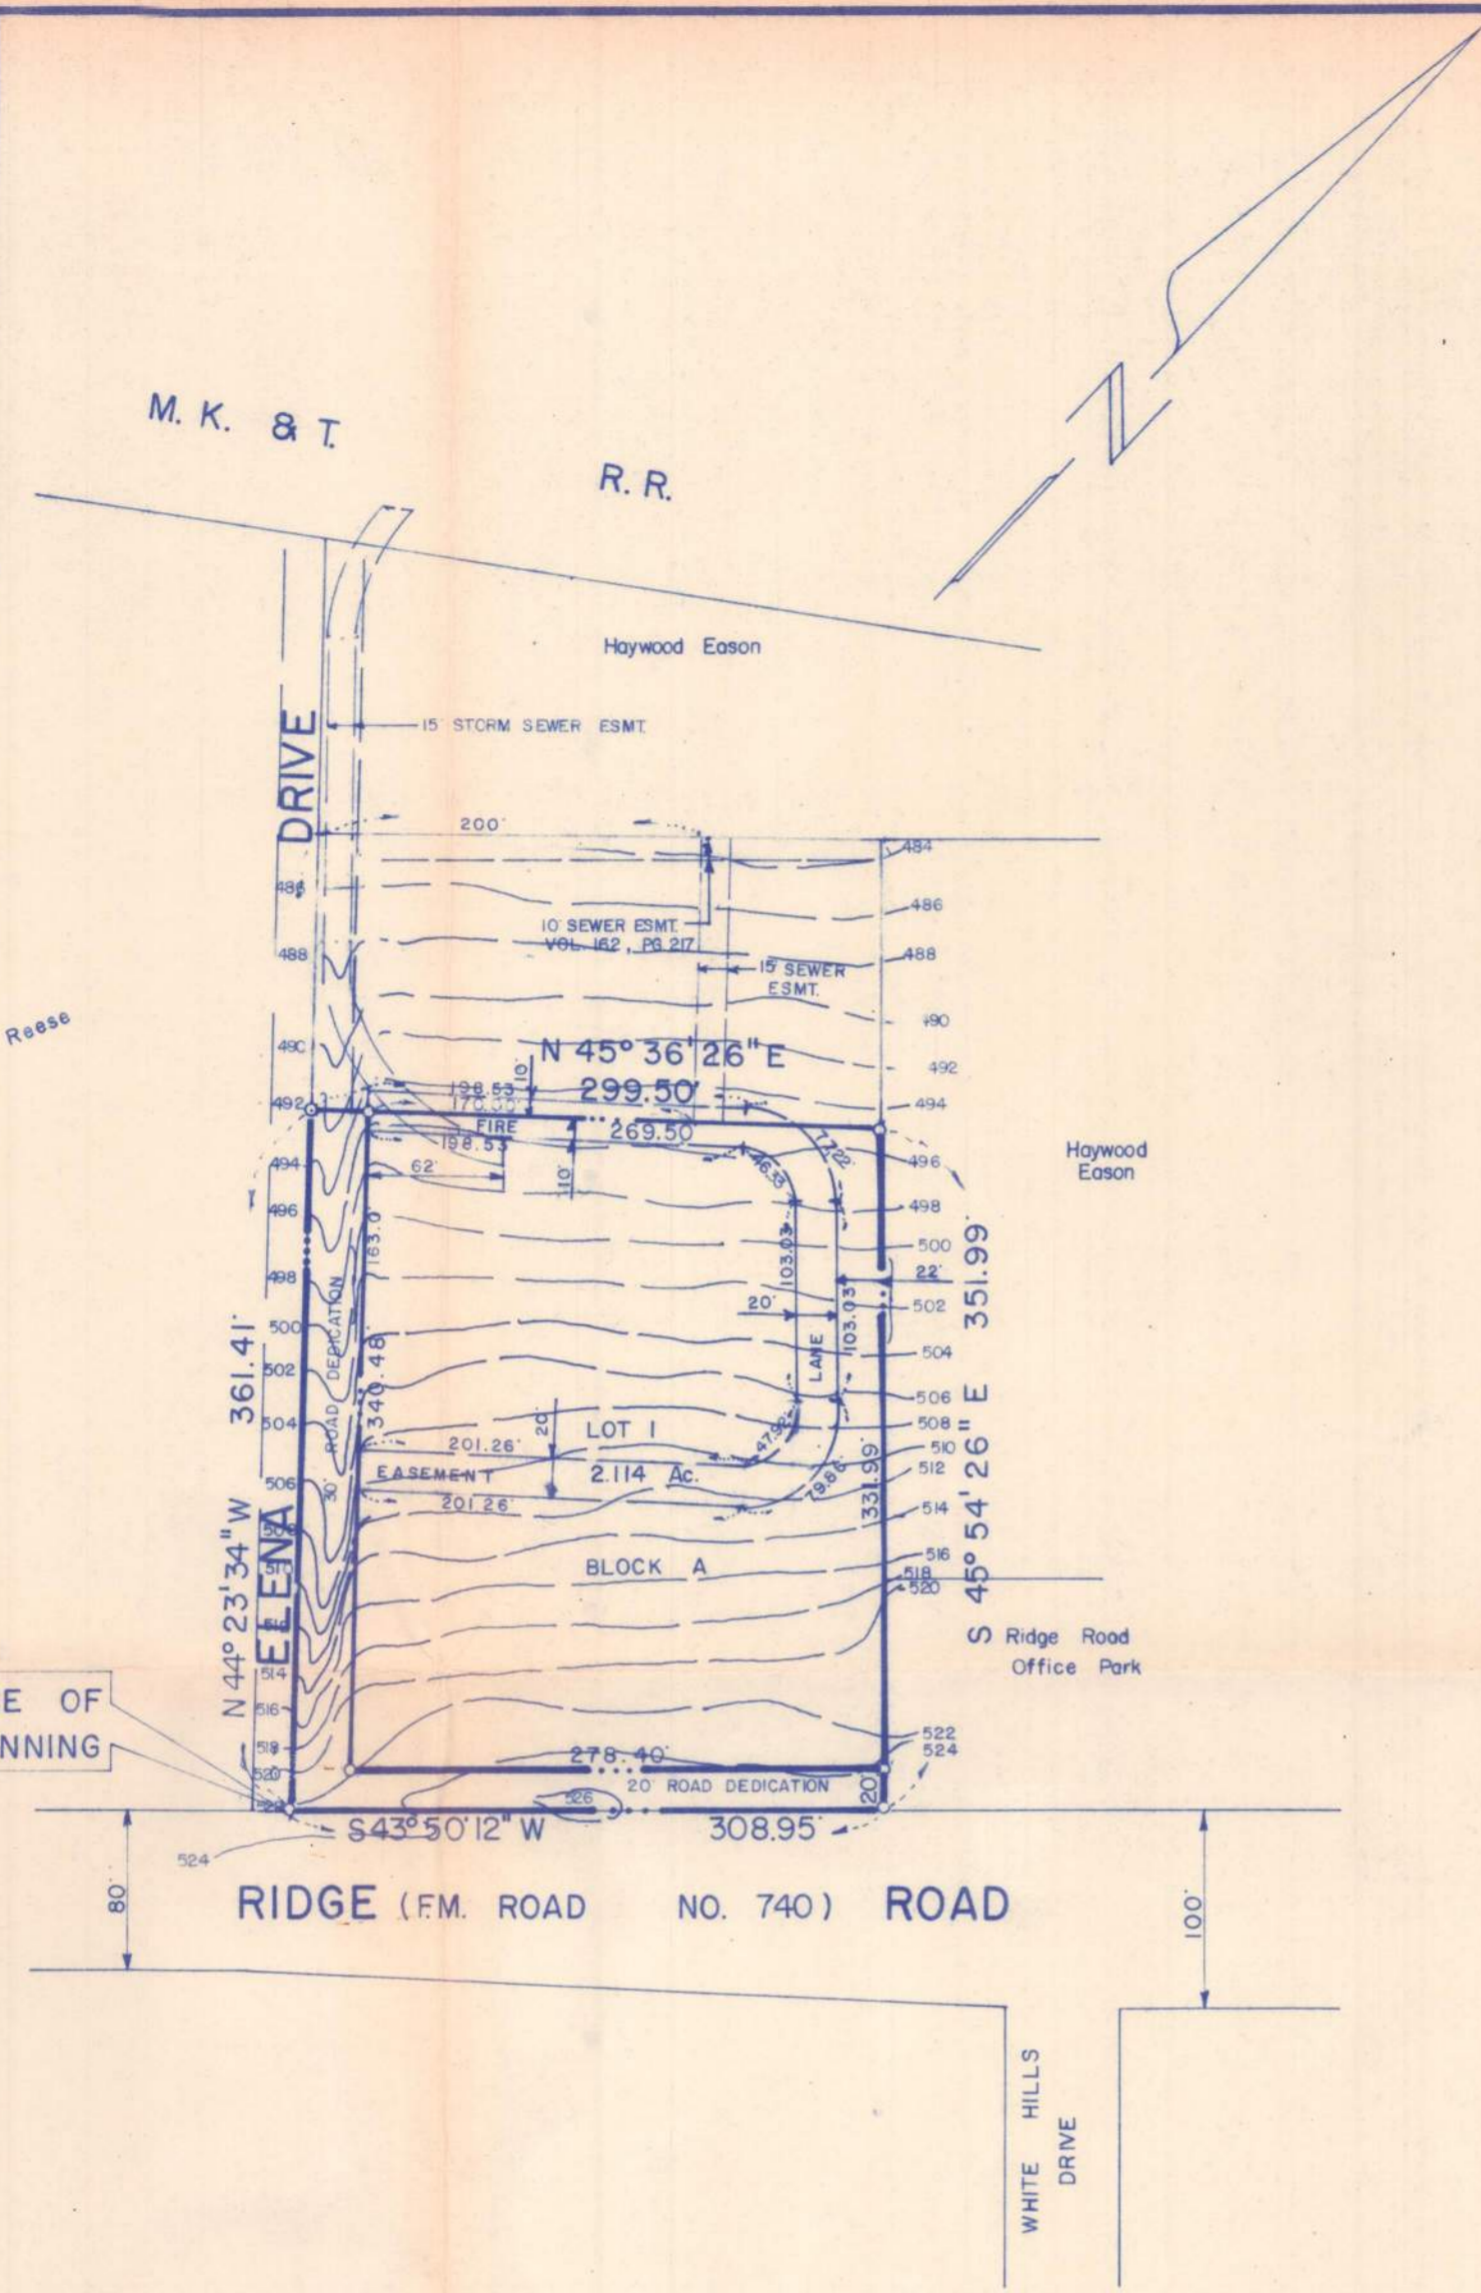 M. K. & T.
R. R.
N
Haywood Eason
15' STORM SEWER ESMT.
DRIVE
200'
484
486
486
10' SEWER ESMT.
VOL. 162, PG. 217
488
488
15' SEWER
ESMT.
Reese
490
490
N 45° 36' 26" E
492
10'
198.53
299.50'
170.00'
492
494
FIRE
269.50'
198.53'
77.22'
46.33'
Haywood
Eason
494
62'
10'
496
496
498
163.0'
500
103.03'
22'
498
20'
502
ROAD DEDICATION
30'
103.03'
S 45° 54' 26" E 351.99'
500
LANE
504
N 44° 23' 34" W 361.41'
502
340.48'
506
504
20'
LOT 1
508
201.26'
47.92'
510
EASEMENT
2.114 Ac.
512
506
201.26'
79.86'
331.99'
514
ELENA
BLOCK A
516
518
520
Ridge Road
Office Park
514
516
E OF
NNING
518
520
522
524
278.40'
20' ROAD DEDICATION
20'
526
S 43° 50' 12" W
308.95'
524
80'
RIDGE (F.M. ROAD NO. 740) ROAD
100'
WHITE HILLS
DRIVE